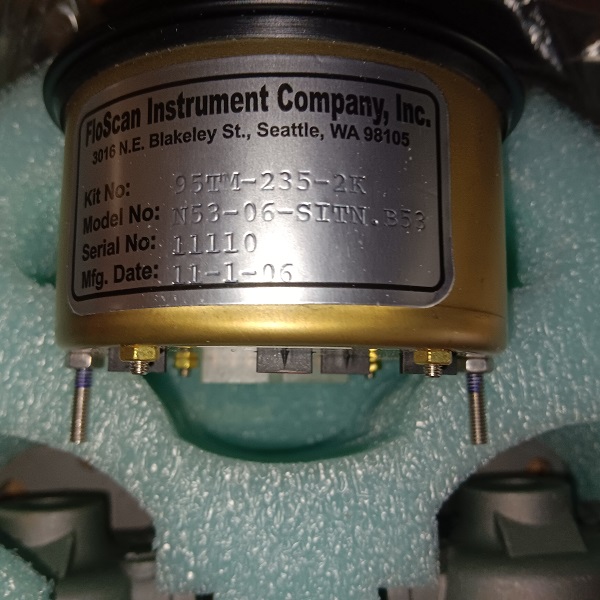 FloScan Instrument Company, Inc.
3016 N.E. Blakeley St., Seattle, WA 98105
Kit No: 95TM-235-2K
Model No: N53-06-SITN.B53
Serial No: 11110
Mfg. Date: 11-1-06